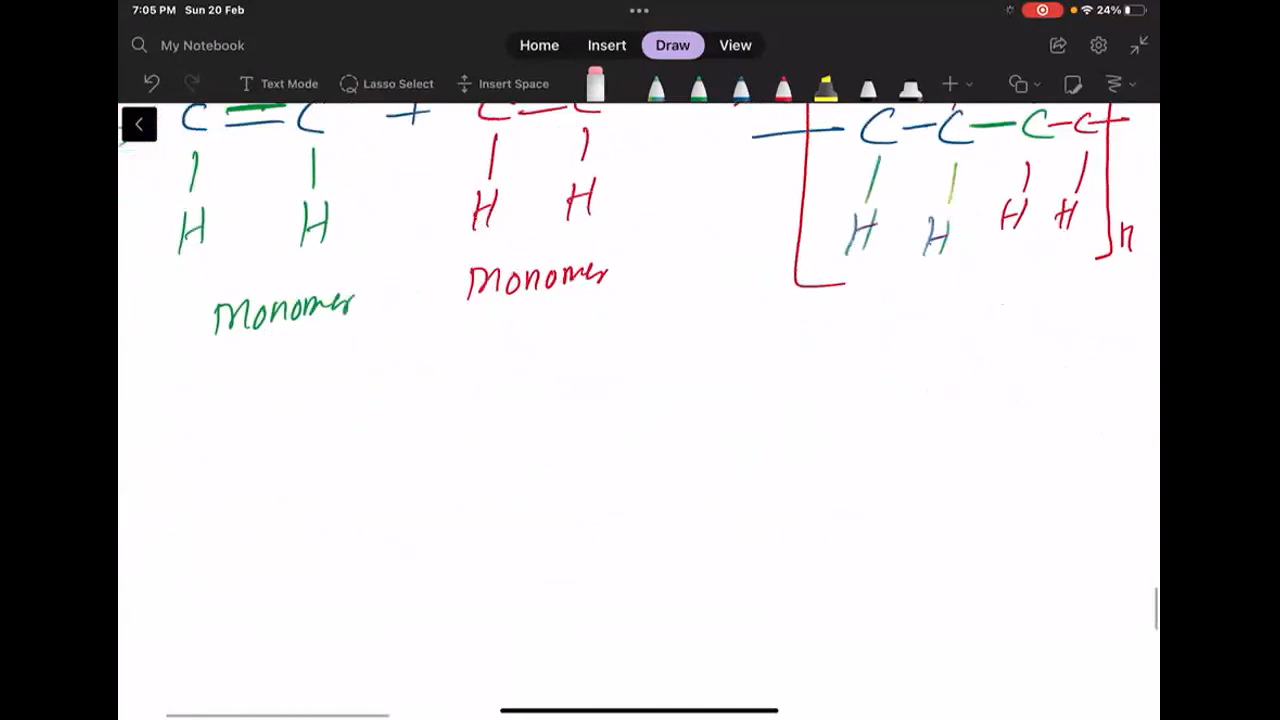 7:05 PM Sun 20 Feb
24%
My Notebook
Home Insert Draw View
Text Mode Lasso Select Insert Space
C = C + C - C
C - C - C - C
H H H H
H H H H n
Monomer Monomer